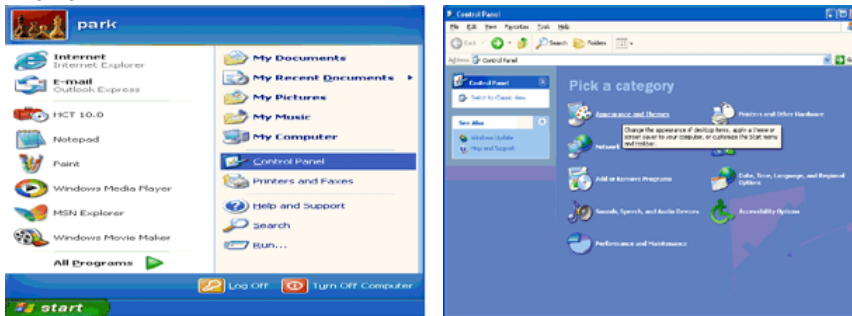 park
Internet
Internet Explorer
E-mail
Outlook Express
HCT 10.0
Notepad
Paint
Windows Media Player
MSN Explorer
Windows Movie Maker
All Programs
My Documents
My Recent Documents
My Pictures
My Music
My Computer
Control Panel
Printers and Faxes
Help and Support
Search
Run...
Log Off
Turn Off Computer
start
Control Panel
File Edit View Favorites Tools Help
Back
Search Folders
Address Control Panel
Control Panel
Switch to Classic View
See Also
Windows Update
Help and Support
Pick a category
Appearance and Themes
Printers and Other Hardware
Change the appearance of desktop items, apply a theme or
screen saver to your computer, or customize the Start menu
and taskbar.
Network
Add or Remove Programs
Date, Time, Language, and Regional
Options
Sounds, Speech, and Audio Devices
Accessibility Options
Performance and Maintenance